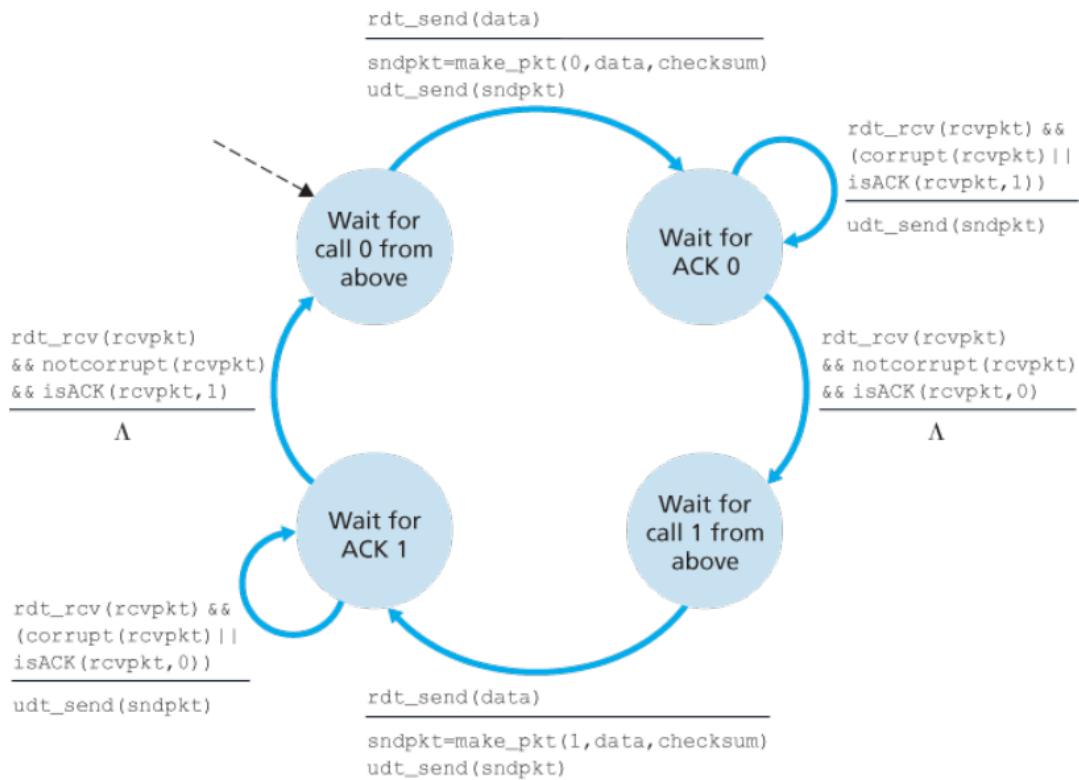 rdt_send(data)
sndpkt=make_pkt(0,data,checksum)
udt_send(sndpkt)
rdt_rcv(rcvpkt) &&
(corrupt(rcvpkt)||
isACK(rcvpkt,1))
udt_send(sndpkt)
Wait for
call 0 from
above
Wait for
ACK 0
rdt_rcv(rcvpkt)
&& notcorrupt(rcvpkt)
&& isACK(rcvpkt,1)
Λ
rdt_rcv(rcvpkt)
&& notcorrupt(rcvpkt)
&& isACK(rcvpkt,0)
Λ
Wait for
ACK 1
Wait for
call 1 from
above
rdt_rcv(rcvpkt) &&
(corrupt(rcvpkt)||
isACK(rcvpkt,0))
udt_send(sndpkt)
rdt_send(data)
sndpkt=make_pkt(1,data,checksum)
udt_send(sndpkt)